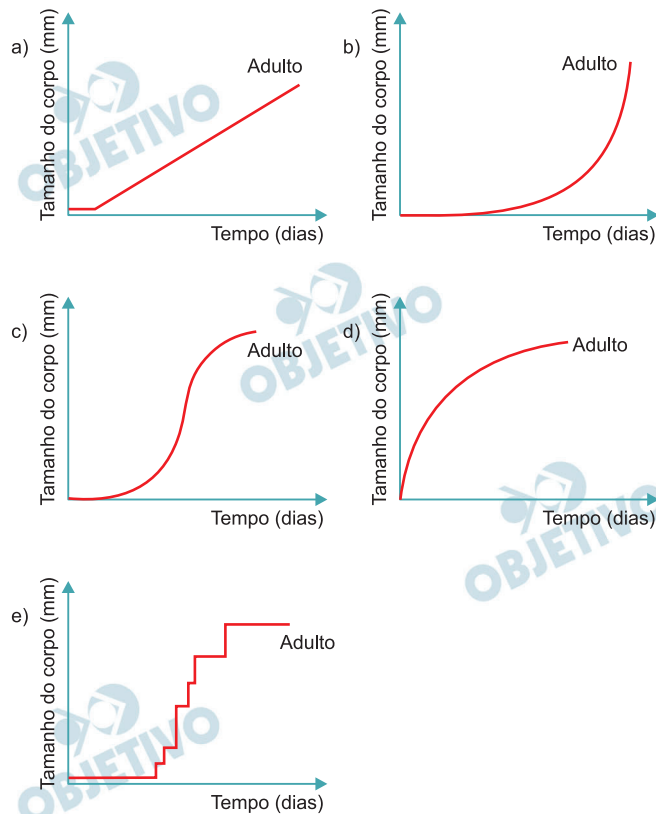 a)
Tamanho do corpo (mm)
Adulto
Tempo (dias)
b)
Tamanho do corpo (mm)
Adulto
Tempo (dias)
c)
Tamanho do corpo (mm)
Adulto
Tempo (dias)
d)
Tamanho do corpo (mm)
Adulto
Tempo (dias)
e)
Tamanho do corpo (mm)
Adulto
Tempo (dias)
OBJETIVO
OBJETIVO
OBJETIVO
OBJETIVO